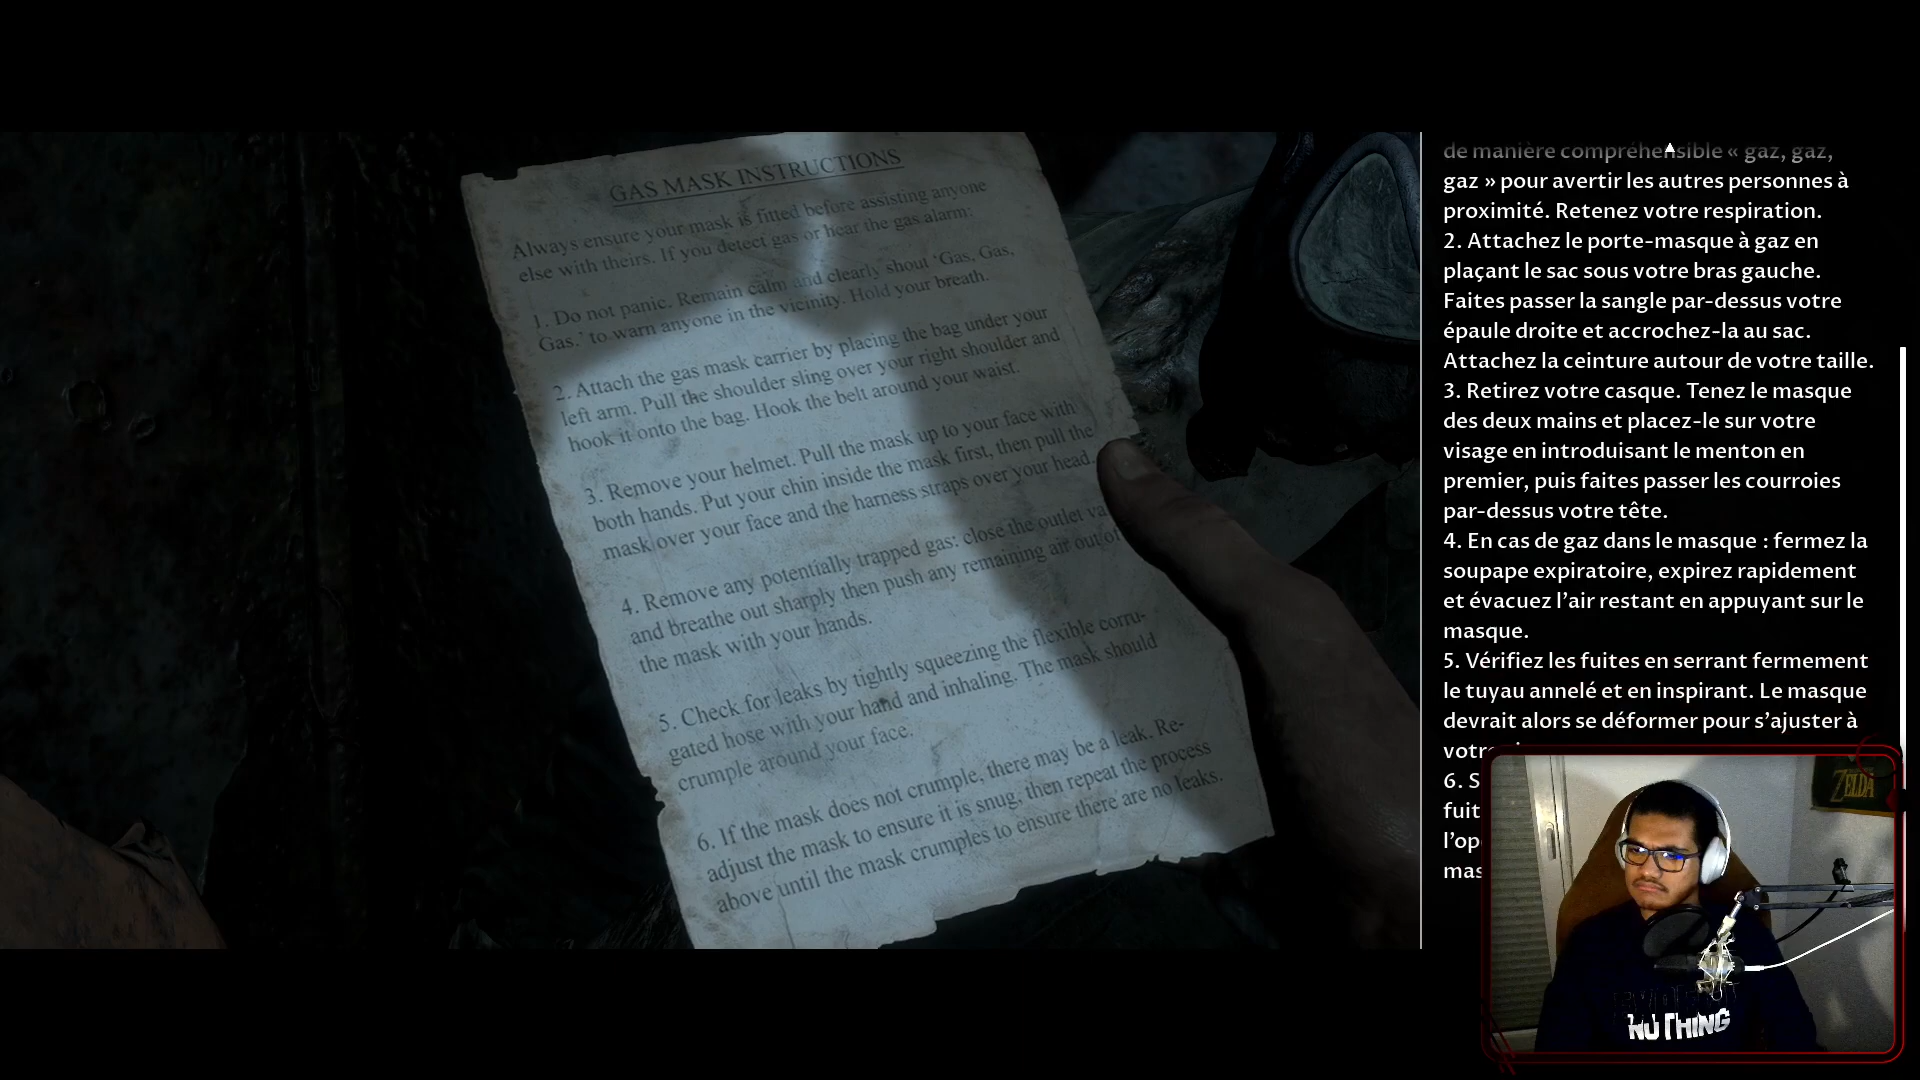 GAS MASK INSTRUCTIONS
Always ensure your mask is fitted before assisting anyone
else with theirs. If you detect gas or hear the gas alarm:
1. Do not panic. Remain calm and clearly shout 'Gas, Gas,
Gas.' to warn anyone in the vicinity. Hold your breath.
2. Attach the gas mask carrier by placing the bag under your
left arm. Pull the shoulder sling over your right shoulder and
hook it onto the bag. Hook the belt around your waist.
3. Remove your helmet. Pull the mask up to your face with
both hands. Put your chin inside the mask first, then pull the
mask over your face and the harness straps over your head.
4. Remove any potentially trapped gas: close the outlet va
and breathe out sharply then push any remaining air out of
the mask with your hands.
5. Check for leaks by tightly squeezing the flexible corru-
gated hose with your hand and inhaling. The mask should
crumple around your face.
6. If the mask does not crumple, there may be a leak. Re-
adjust the mask to ensure it is snug; then repeat the process
above until the mask crumples to ensure there are no leaks.
de manière compréhensible « gaz, gaz,
gaz » pour avertir les autres personnes à
proximité. Retenez votre respiration.
2. Attachez le porte-masque à gaz en
plaçant le sac sous votre bras gauche.
Faites passer la sangle par-dessus votre
épaule droite et accrochez-la au sac.
Attachez la ceinture autour de votre taille.
3. Retirez votre casque. Tenez le masque
des deux mains et placez-le sur votre
visage en introduisant le menton en
premier, puis faites passer les courroies
par-dessus votre tête.
4. En cas de gaz dans le masque : fermez la
soupape expiratoire, expirez rapidement
et évacuez l'air restant en appuyant sur le
masque.
5. Vérifiez les fuites en serrant fermement
le tuyau annelé et en inspirant. Le masque
devrait alors se déformer pour s'ajuster à
votre
6. S
fuit
l'opé
mas
ZELDA
NOTHING